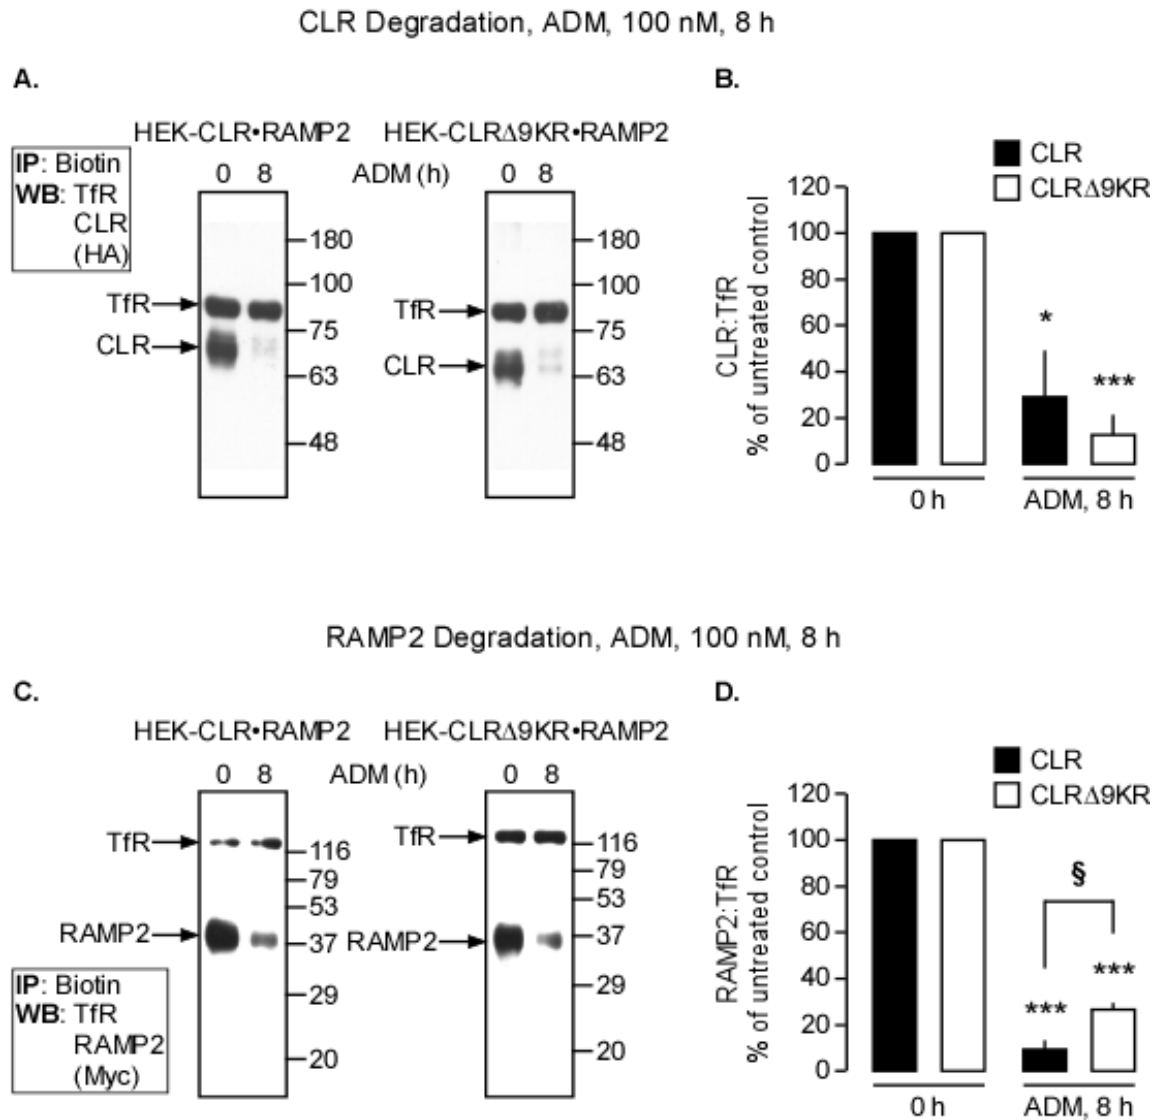 CLR Degradation, ADM, 100 nM, 8 h
A.
HEK-CLR•RAMP2
HEK-CLRΔ9KR•RAMP2
IP: Biotin
WB: TfR
CLR
(HA)
0 8 ADM (h) 0 8
180
100
75
63
48
TfR
CLR
180
100
75
63
48
TfR
CLR
B.
CLR
CLRΔ9KR
CLR:TfR
% of untreated control
120
100
80
60
40
20
0
*
***
0 h
ADM, 8 h
RAMP2 Degradation, ADM, 100 nM, 8 h
C.
HEK-CLR•RAMP2
HEK-CLRΔ9KR•RAMP2
0 8 ADM (h) 0 8
TfR
RAMP2
116
79
53
37
29
20
TfR
RAMP2
116
79
53
37
29
20
IP: Biotin
WB: TfR
RAMP2
(Myc)
D.
CLR
CLRΔ9KR
RAMP2:TfR
% of untreated control
120
100
80
60
40
20
0
§
***
***
0 h
ADM, 8 h